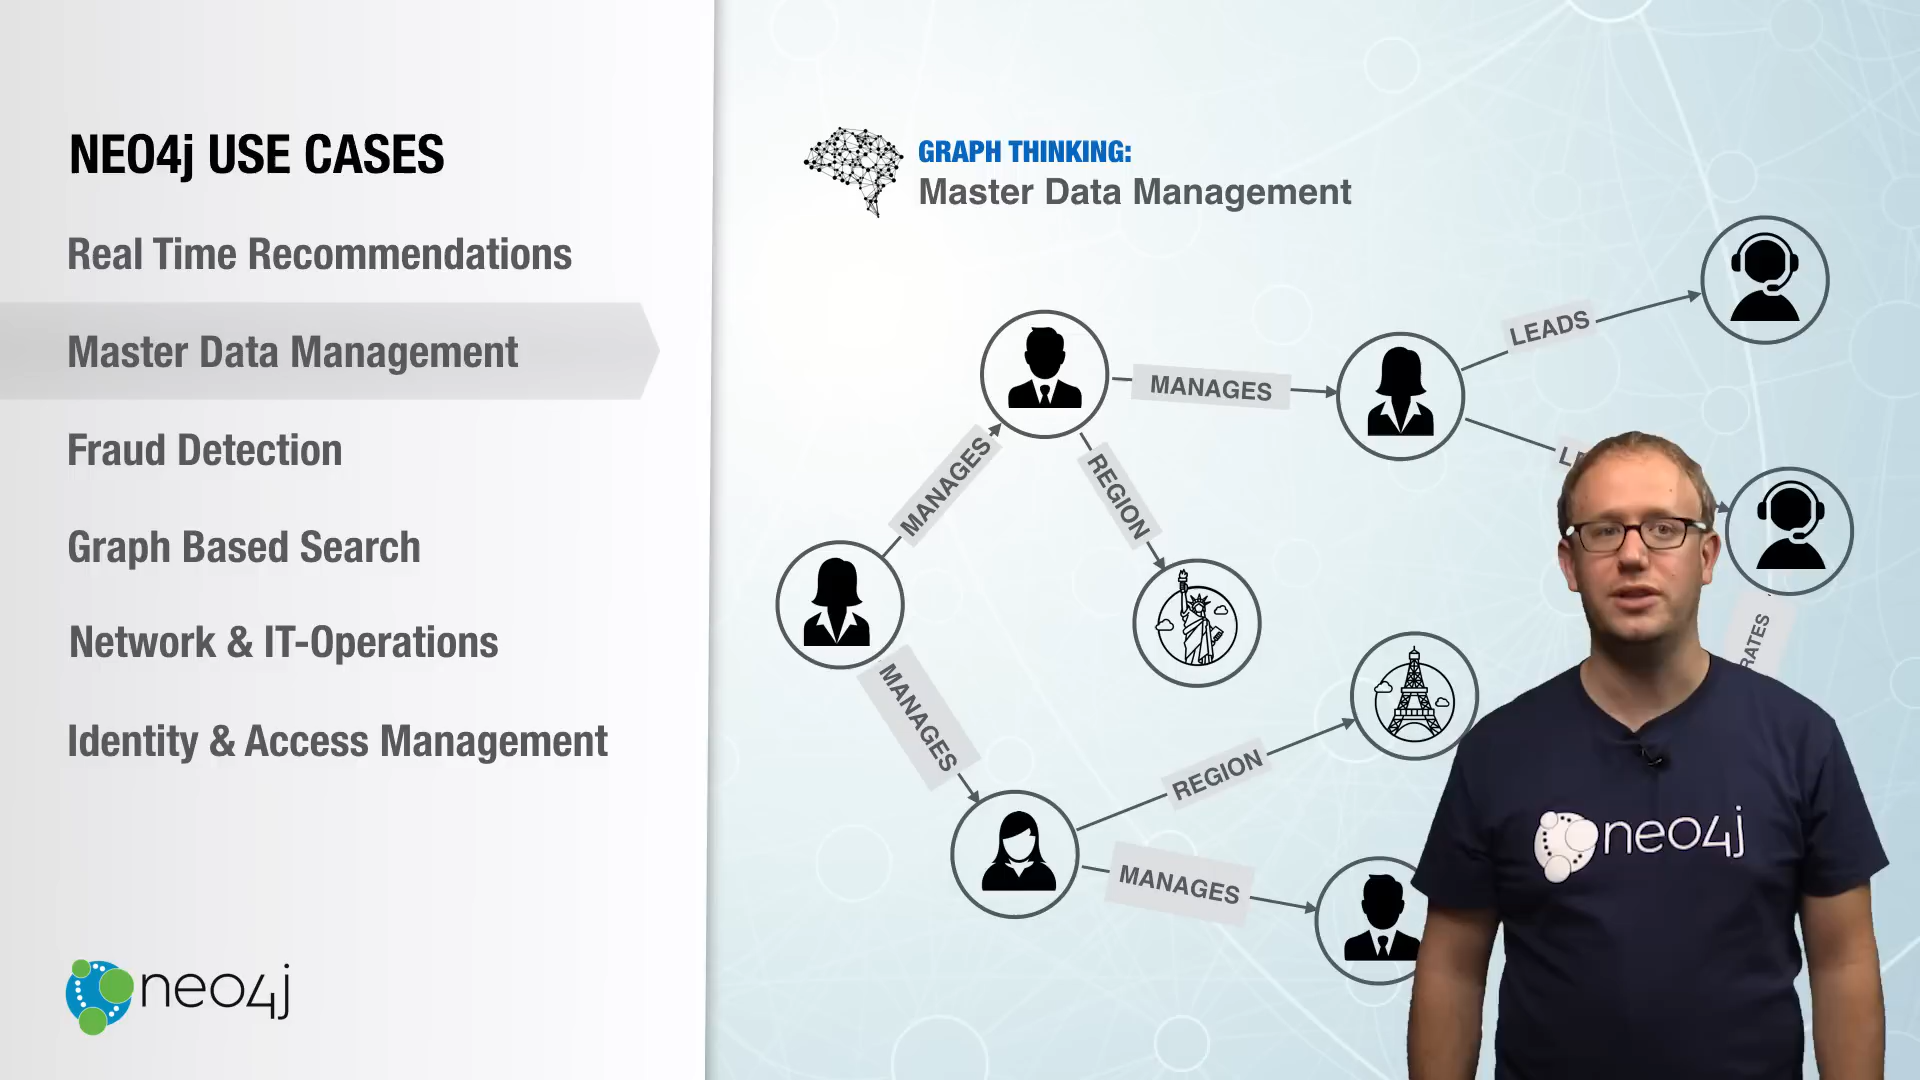 NEO4j USE CASES
Real Time Recommendations
Master Data Management
Fraud Detection
Graph Based Search
Network & IT-Operations
Identity & Access Management
neo4j
GRAPH THINKING:
Master Data Management
LEADS
MANAGES
MANAGES
REGION
MANAGES
REGION
MANAGES
neo4j